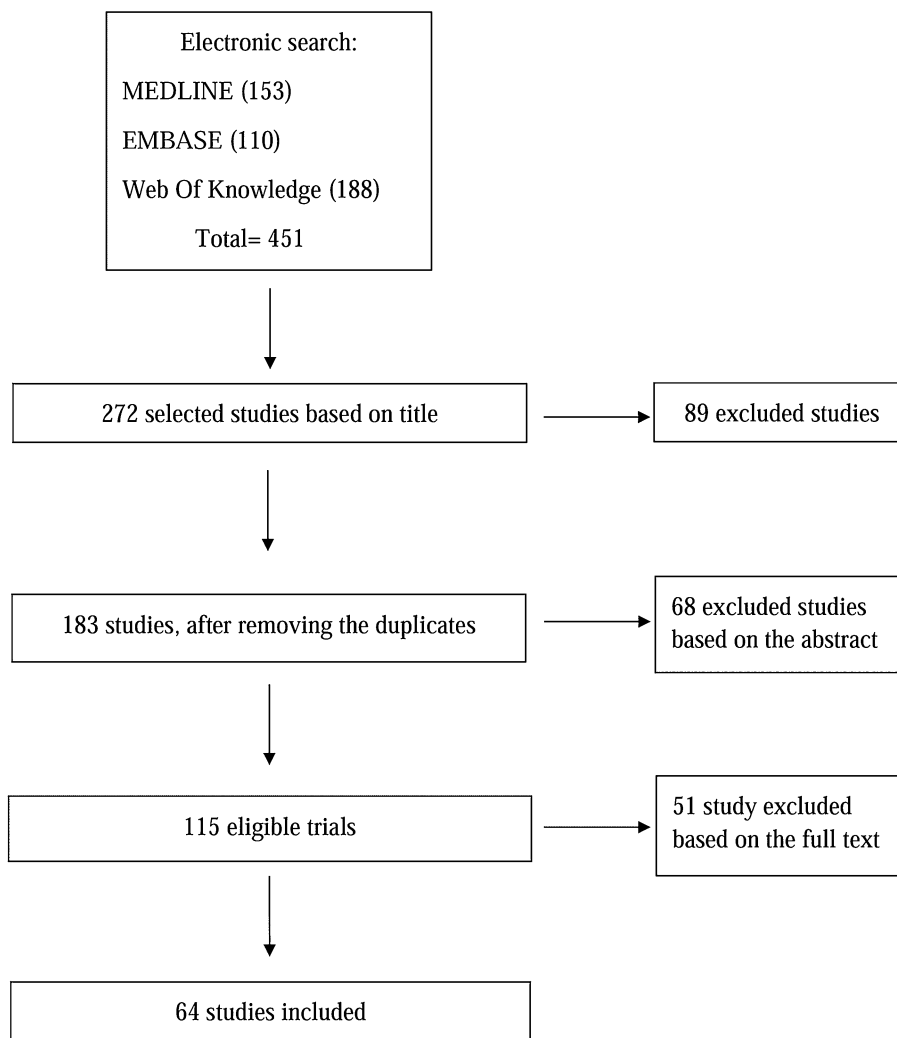 Electronic search:
MEDLINE (153)
EMBASE (110)
Web Of Knowledge (188)
Total= 451
272 selected studies based on title
89 excluded studies
183 studies, after removing the duplicates
68 excluded studies
based on the abstract
115 eligible trials
51 study excluded
based on the full text
64 studies included